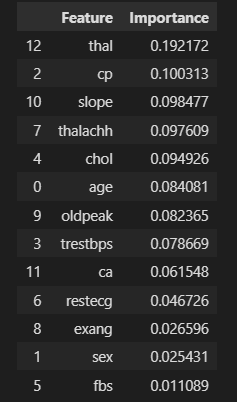 Feature Importance
12 thal 0.192172
2 cp 0.100313
10 slope 0.098477
7 thalachh 0.097609
4 chol 0.094926
0 age 0.084081
9 oldpeak 0.082365
3 trestbps 0.078669
11 ca 0.061548
6 restecg 0.046726
8 exang 0.026596
1 sex 0.025431
5 fbs 0.011089